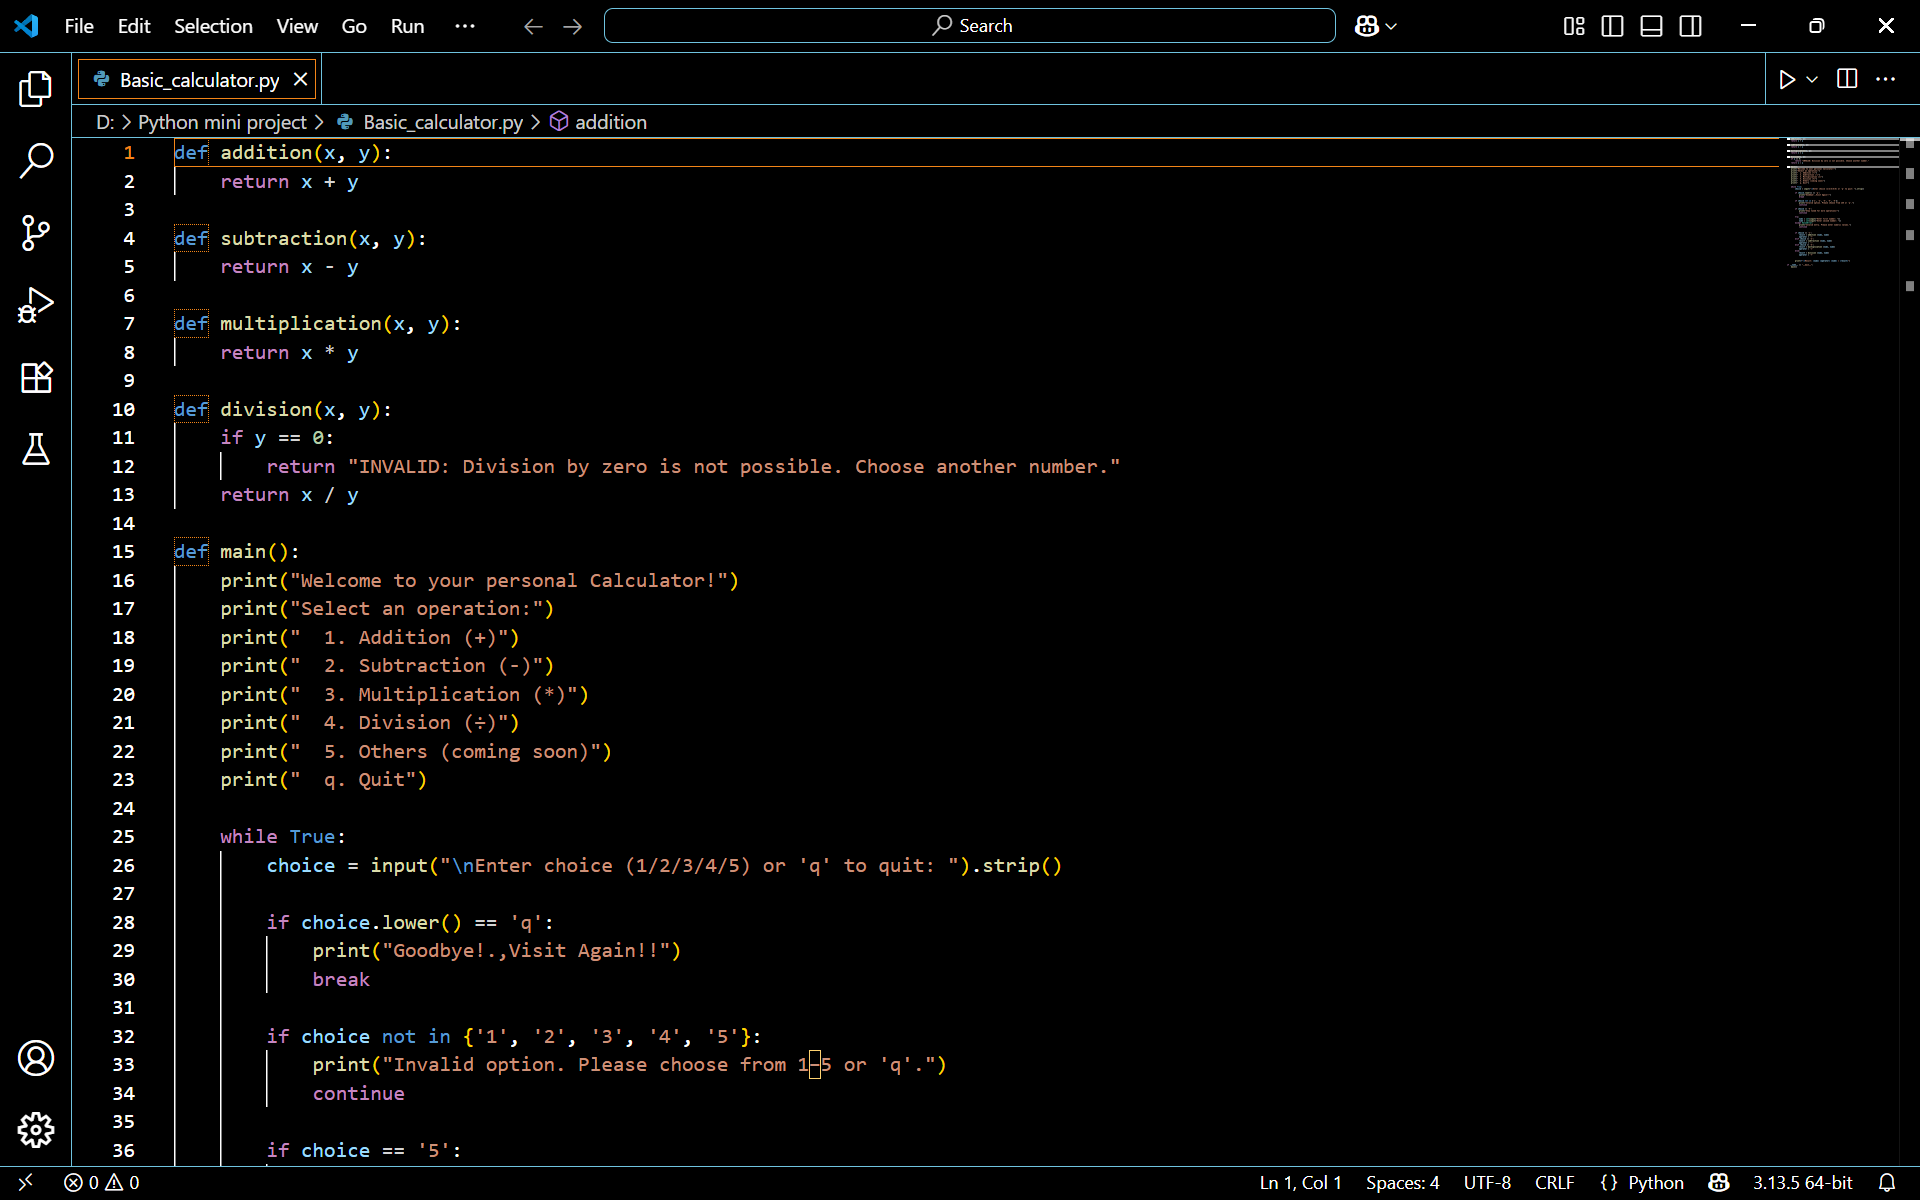 File Edit Selection View Go Run ··· Search
Basic_calculator.py
D: > Python mini project > Basic_calculator.py > addition
1 def addition(x, y):
2     return x + y
3
4 def subtraction(x, y):
5     return x - y
6
7 def multiplication(x, y):
8     return x * y
9
10 def division(x, y):
11     if y == 0:
12         return "INVALID: Division by zero is not possible. Choose another number."
13     return x / y
14
15 def main():
16     print("Welcome to your personal Calculator!")
17     print("Select an operation:")
18     print("  1. Addition (+)")
19     print("  2. Subtraction (-)")
20     print("  3. Multiplication (*)")
21     print("  4. Division (÷)")
22     print("  5. Others (coming soon)")
23     print("  q. Quit")
24
25     while True:
26         choice = input("\nEnter choice (1/2/3/4/5) or 'q' to quit: ").strip()
27
28         if choice.lower() == 'q':
29             print("Goodbye!.,Visit Again!!")
30             break
31
32         if choice not in {'1', '2', '3', '4', '5'}:
33             print("Invalid option. Please choose from 1–5 or 'q'.")
34             continue
35
36         if choice == '5':
0 0 Ln 1, Col 1 Spaces: 4 UTF-8 CRLF {} Python 3.13.5 64-bit